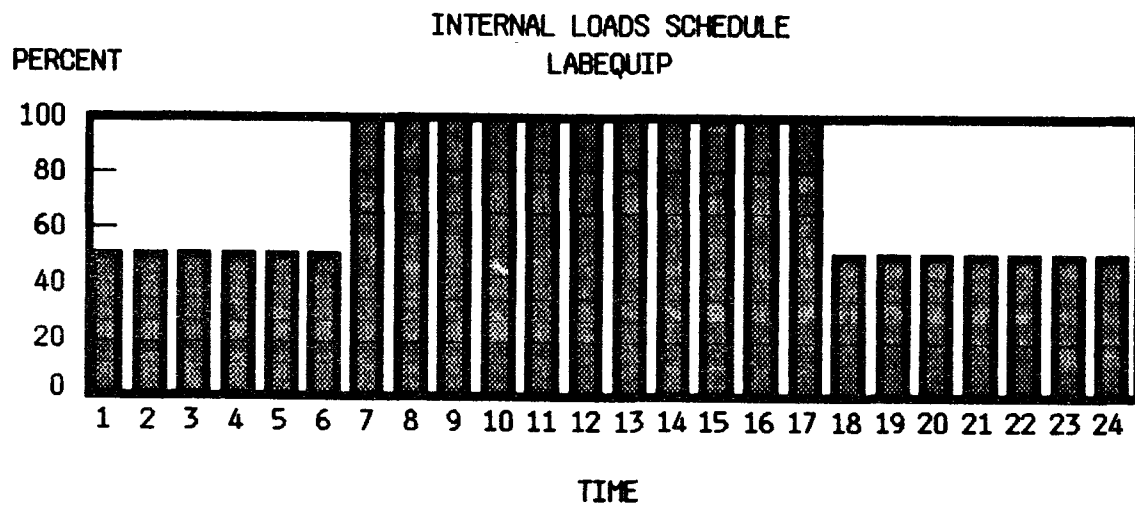 INTERNAL LOADS SCHEDULE
PERCENT LABEQUIP
100
80
60
40
20
0
1 2 3 4 5 6 7 8 9 10 11 12 13 14 15 16 17 18 19 20 21 22 23 24
TIME